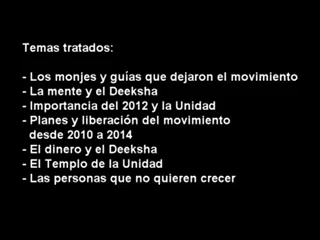 Temas tratados:
- Los monjes y guías que dejaron el movimiento
- La mente y el Deeksha
- Importancia del 2012 y la Unidad
- Planes y liberación del movimiento
desde 2010 a 2014
- El dinero y el Deeksha
- El Templo de la Unidad
- Las personas que no quieren crecer